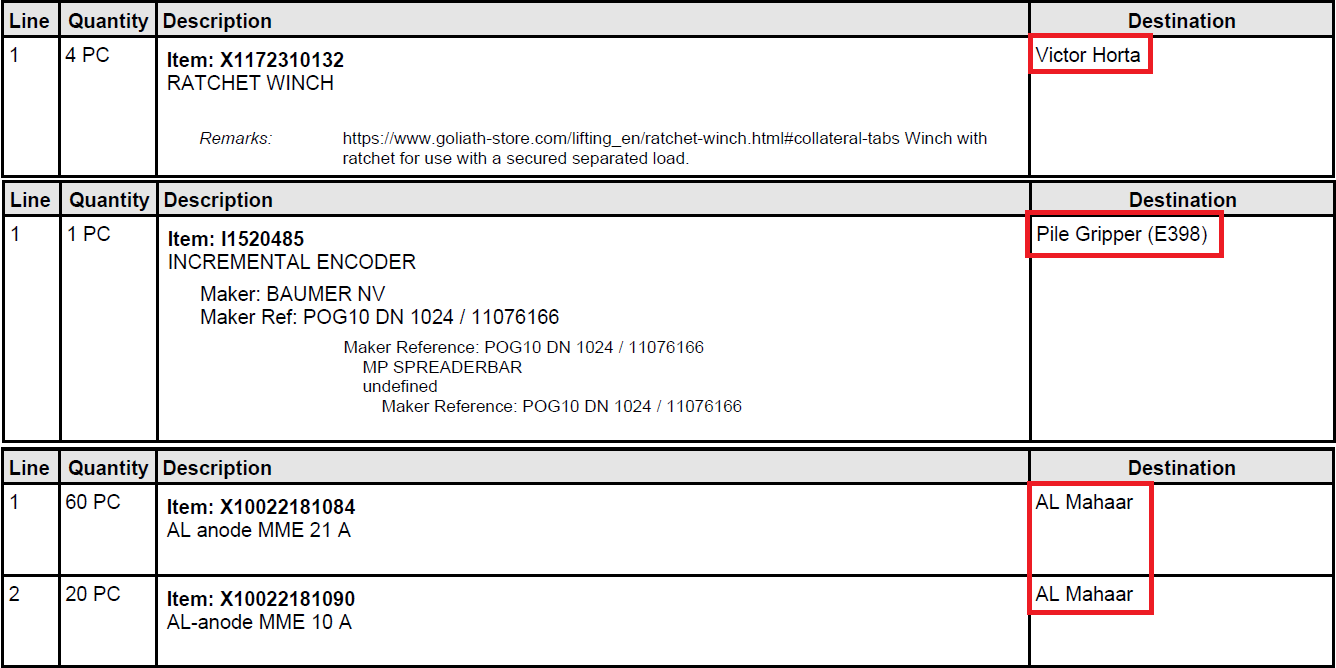 Line Quantity Description Destination
1 4 PC Item: X1172310132 Victor Horta
RATCHET WINCH
Remarks: https://www.goliath-store.com/lifting_en/ratchet-winch.html#collateral-tabs Winch with
ratchet for use with a secured separated load.
Line Quantity Description Destination
1 1 PC Item: I1520485 Pile Gripper (E398)
INCREMENTAL ENCODER
Maker: BAUMER NV
Maker Ref: POG10 DN 1024 / 11076166
Maker Reference: POG10 DN 1024 / 11076166
MP SPREADERBAR
undefined
Maker Reference: POG10 DN 1024 / 11076166
Line Quantity Description Destination
1 60 PC Item: X10022181084 AL Mahaar
AL anode MME 21 A
2 20 PC Item: X10022181090 AL Mahaar
AL-anode MME 10 A